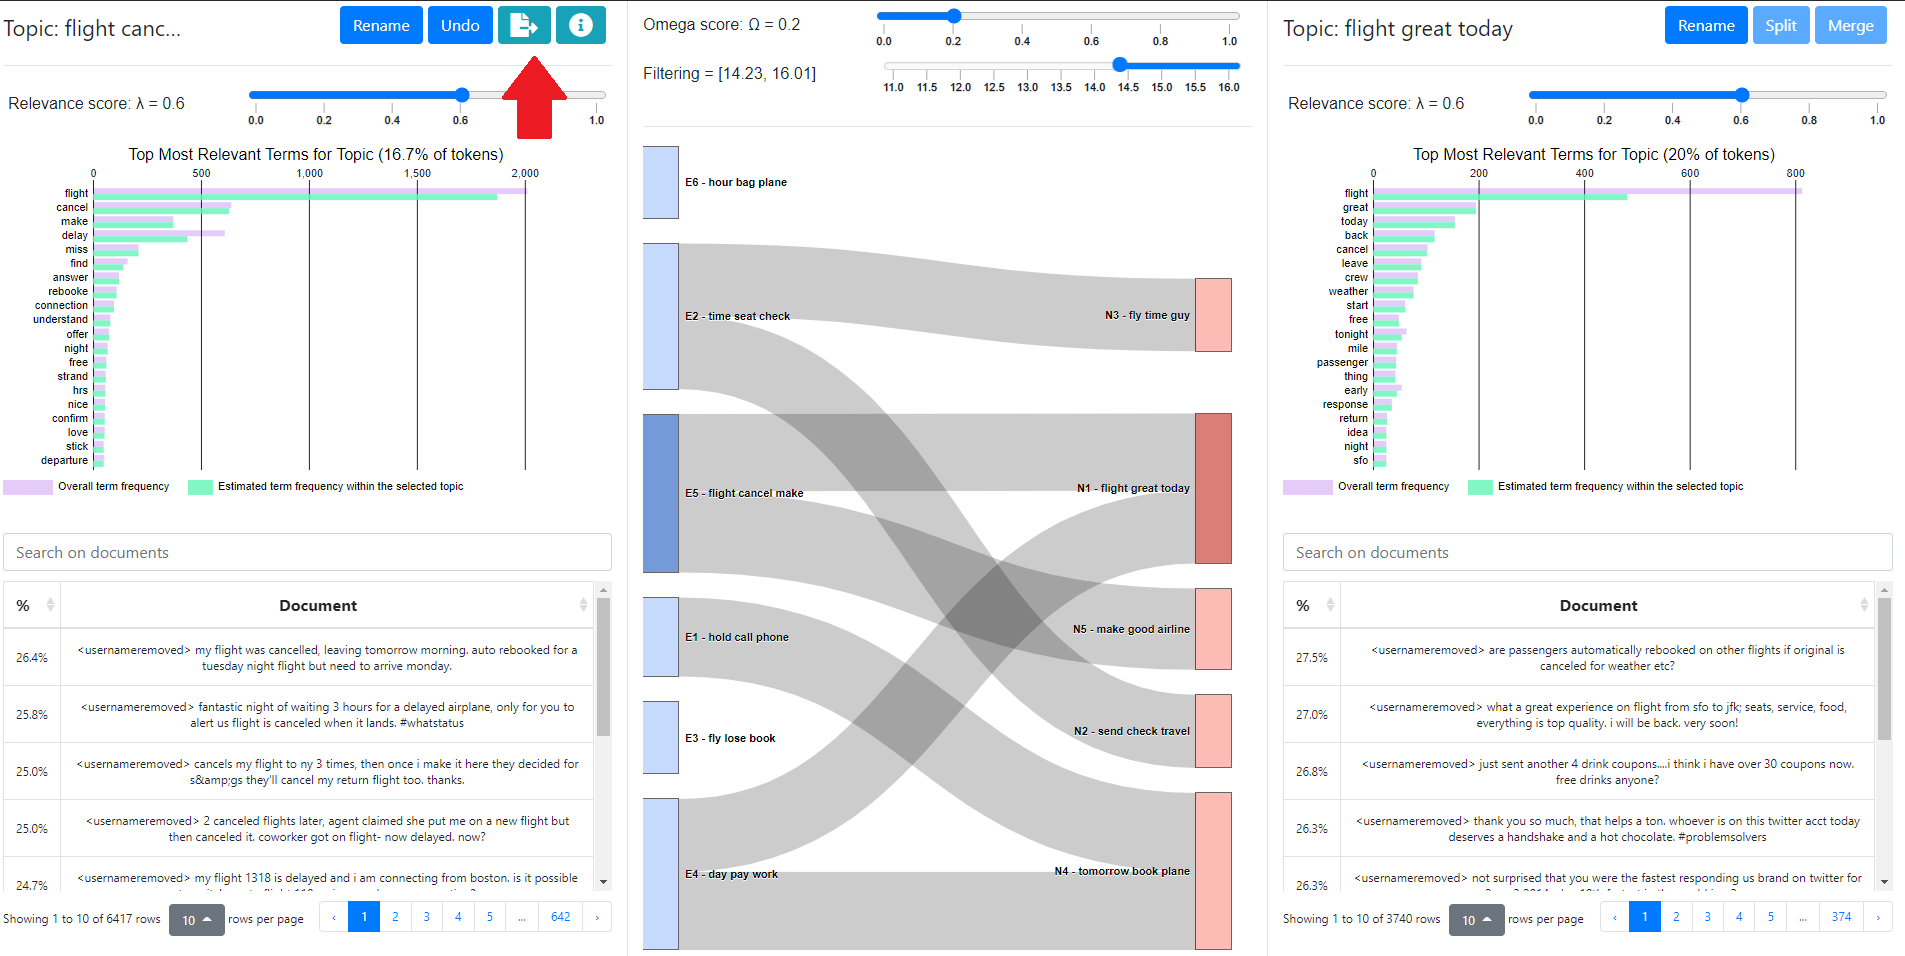 Topic: flight canc...
Rename
Undo
Relevance score: λ = 0.6
0.0 0.2 0.4 0.6 1.0
Top Most Relevant Terms for Topic (16.7% of tokens)
0 500 1,000 1,500 2,000
flight
cancel
make
delay
miss
find
answer
rebooke
connection
understand
offer
night
free
strand
hrs
nice
confirm
love
stick
departure
Overall term frequency
Estimated term frequency within the selected topic
Search on documents
% Document
26.4% <usernameremoved> my flight was cancelled, leaving tomorrow morning. auto rebooked for a
tuesday night flight but need to arrive monday.
25.8% <usernameremoved> fantastic night of waiting 3 hours for a delayed airplane, only for you to
alert us flight is canceled when it lands. #whatstatus
25.0% <usernameremoved> cancels my flight to ny 3 times, then once i make it here they decided for
s&amp;gs they'll cancel my return flight too. thanks.
25.0% <usernameremoved> 2 canceled flights later, agent claimed she put me on a new flight but
then canceled it. coworker got on flight- now delayed. now?
24.7% <usernameremoved> my flight 1318 is delayed and i am connecting from boston. is it possible
Showing 1 to 10 of 6417 rows 10 rows per page ‹ 1 2 3 4 5 ... 642 ›
Omega score: Ω = 0.2
0.0 0.2 0.4 0.6 0.8 1.0
Filtering = [14.23, 16.01]
11.0 11.5 12.0 12.5 13.0 13.5 14.0 14.5 15.0 15.5 16.0
E6 - hour bag plane
E2 - time seat check
N3 - fly time guy
E5 - flight cancel make
N1 - flight great today
E1 - hold call phone
N5 - make good airline
E3 - fly lose book
N2 - send check travel
E4 - day pay work
N4 - tomorrow book plane
Topic: flight great today
Rename
Split
Merge
Relevance score: λ = 0.6
0.0 0.2 0.4 0.6 0.8 1.0
Top Most Relevant Terms for Topic (20% of tokens)
0 200 400 600 800
flight
great
today
back
cancel
leave
crew
weather
start
free
tonight
mile
passenger
thing
early
response
return
idea
night
sfo
Overall term frequency
Estimated term frequency within the selected topic
Search on documents
% Document
27.5% <usernameremoved> are passengers automatically rebooked on other flights if original is
canceled for weather etc?
27.0% <usernameremoved> what a great experience on flight from sfo to jfk; seats, service, food,
everything is top quality. i will be back. very soon!
26.8% <usernameremoved> just sent another 4 drink coupons....i think i have over 30 coupons now.
free drinks anyone?
26.3% <usernameremoved> thank you so much, that helps a ton. whoever is on this twitter acct today
deserves a handshake and a hot chocolate. #problemsolvers
26.3% <usernameremoved> not surprised that you were the fastest responding us brand on twitter for
Showing 1 to 10 of 3740 rows 10 rows per page ‹ 1 2 3 4 5 ... 374 ›